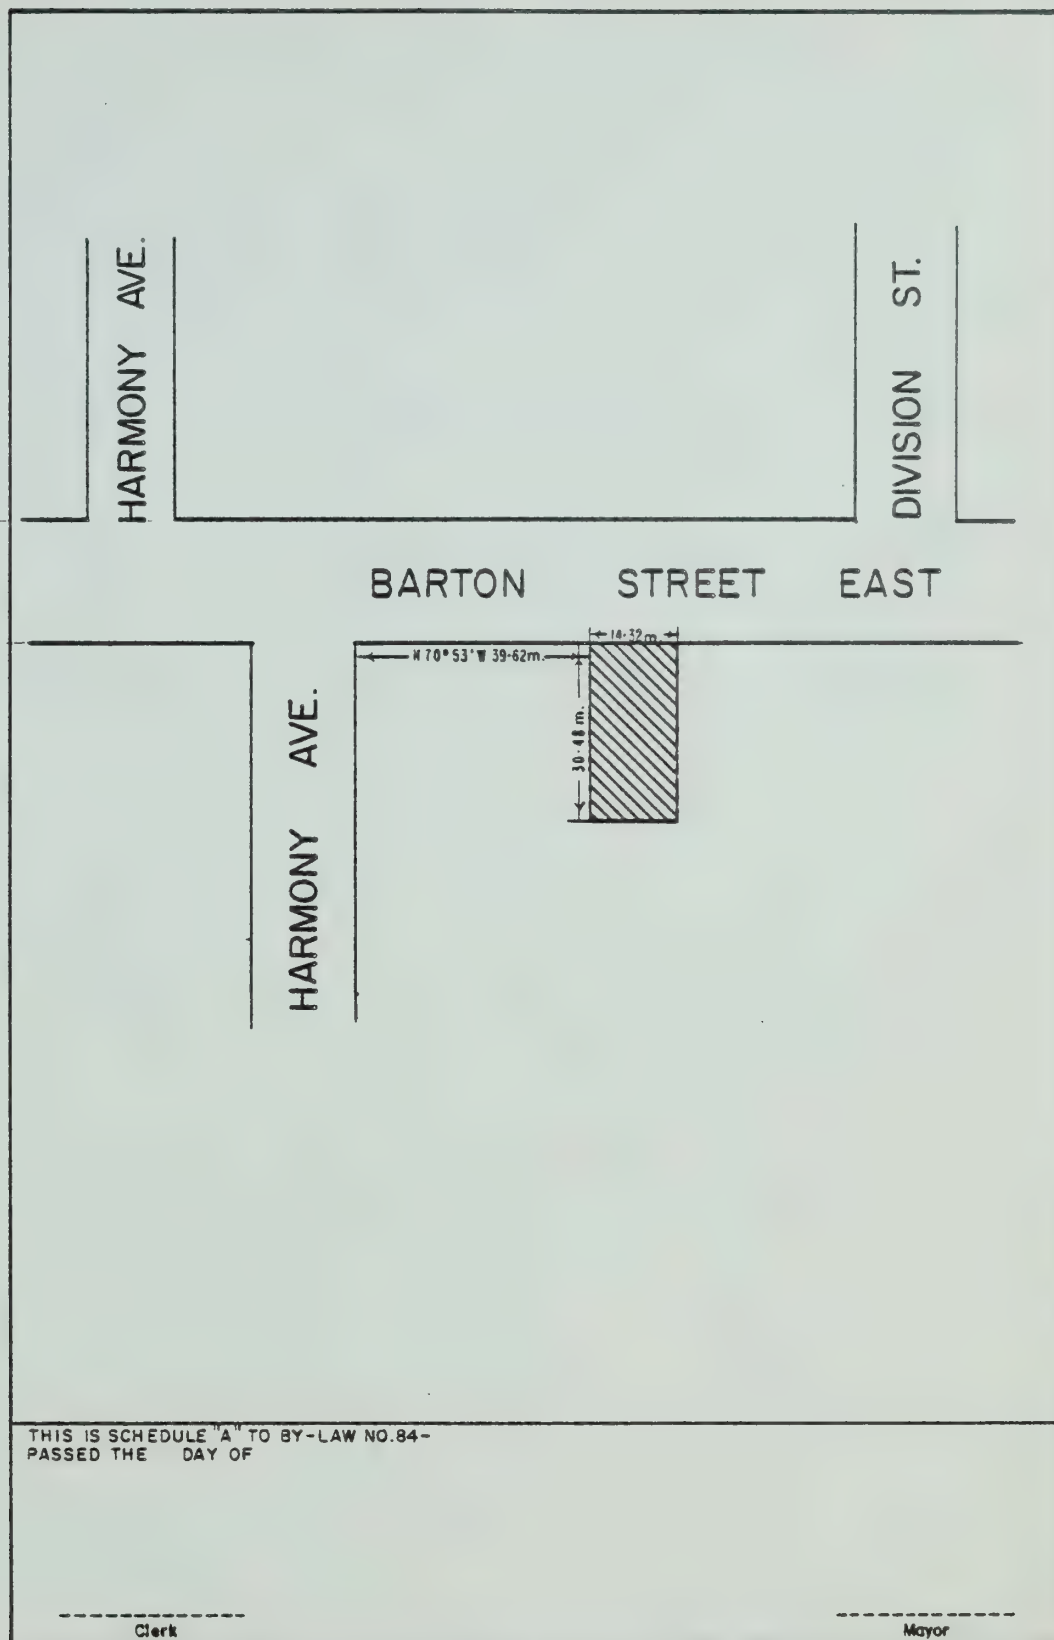 HARMONY AVE.
DIVISION ST.
BARTON STREET EAST
14·32m.
N 70° 53' W 39·62m.
30·48 m.
HARMONY AVE.
THIS IS SCHEDULE "A" TO BY-LAW NO.84-
PASSED THE DAY OF
Clerk
Mayor